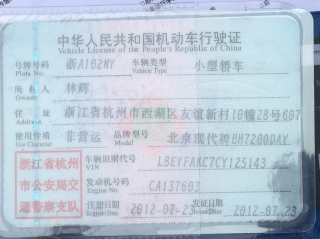 中华人民共和国机动车行驶证
Vehicle License of the People's Republic of China
号牌号码 浙A102NY 车辆类型 小型轿车
Plate No. Vehicle Type
所有人 林辉
Owner
住址 浙江省杭州市西湖区友谊新村10幢28号607
Address
使用性质 非营运 品牌型号 北京现代牌BH7200DAY
Use Character Model
浙江省杭州市公安局交通警察支队
车辆识别代号 LBEYFAKC7CY125143
VIN
发动机号码 CA137603
Engine No.
注册日期 2012-07-23 发证日期 2012-07-23
Register Date Issue Date